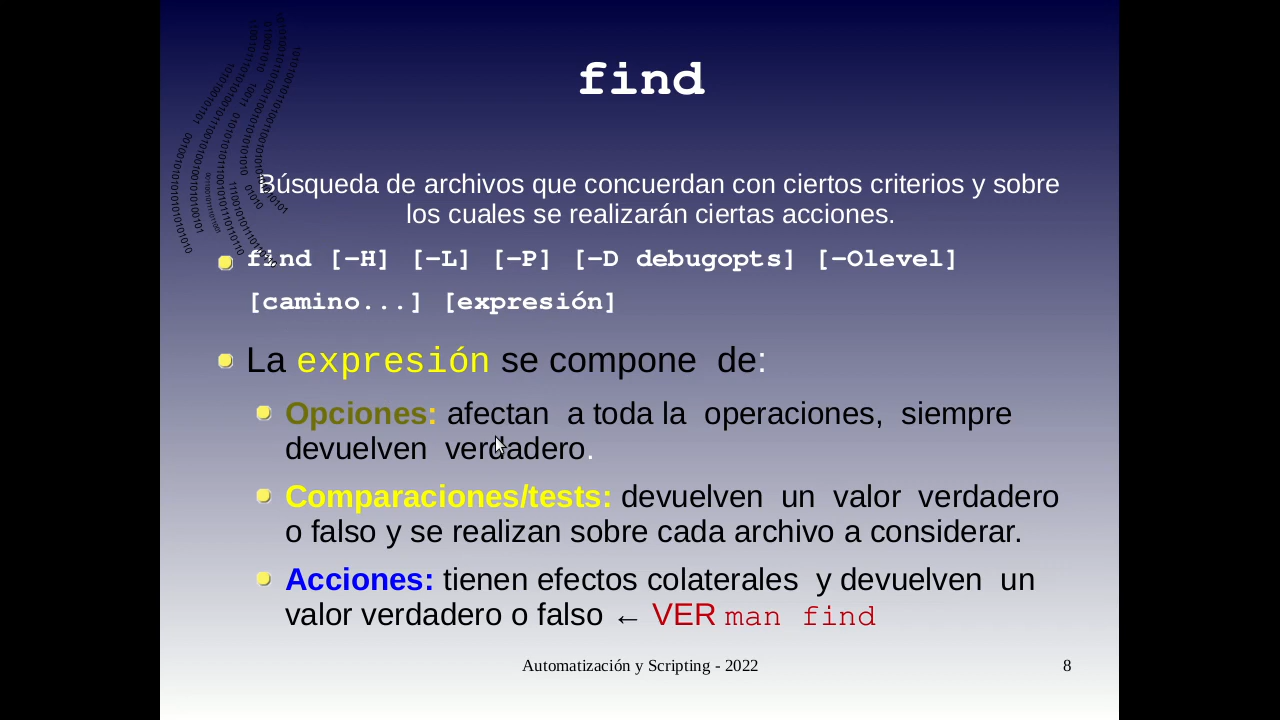 find
Búsqueda de archivos que concuerdan con ciertos criterios y sobre
los cuales se realizarán ciertas acciones.
find [-H] [-L] [-P] [-D debugopts] [-Olevel]
[camino...] [expresión]
La expresión se compone de:
Opciones: afectan a toda la operaciones, siempre
devuelven verdadero.
Comparaciones/tests: devuelven un valor verdadero
o falso y se realizan sobre cada archivo a considerar.
Acciones: tienen efectos colaterales y devuelven un
valor verdadero o falso ← VER man find
Automatización y Scripting - 2022
8